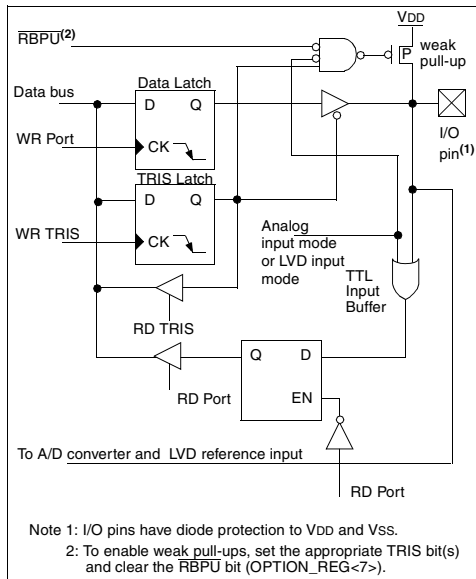 VDD
RBPU(2)
weak
pull-up
P
Data Latch
Data bus
D Q
I/O
pin(1)
WR Port
CK
TRIS Latch
D Q
WR TRIS
CK
Analog
input mode
or LVD input
mode
TTL
Input
Buffer
RD TRIS
Q D
RD Port
EN
To A/D converter and LVD reference input
RD Port
Note 1: I/O pins have diode protection to VDD and VSS.
2: To enable weak pull-ups, set the appropriate TRIS bit(s)
and clear the RBPU bit (OPTION_REG<7>).